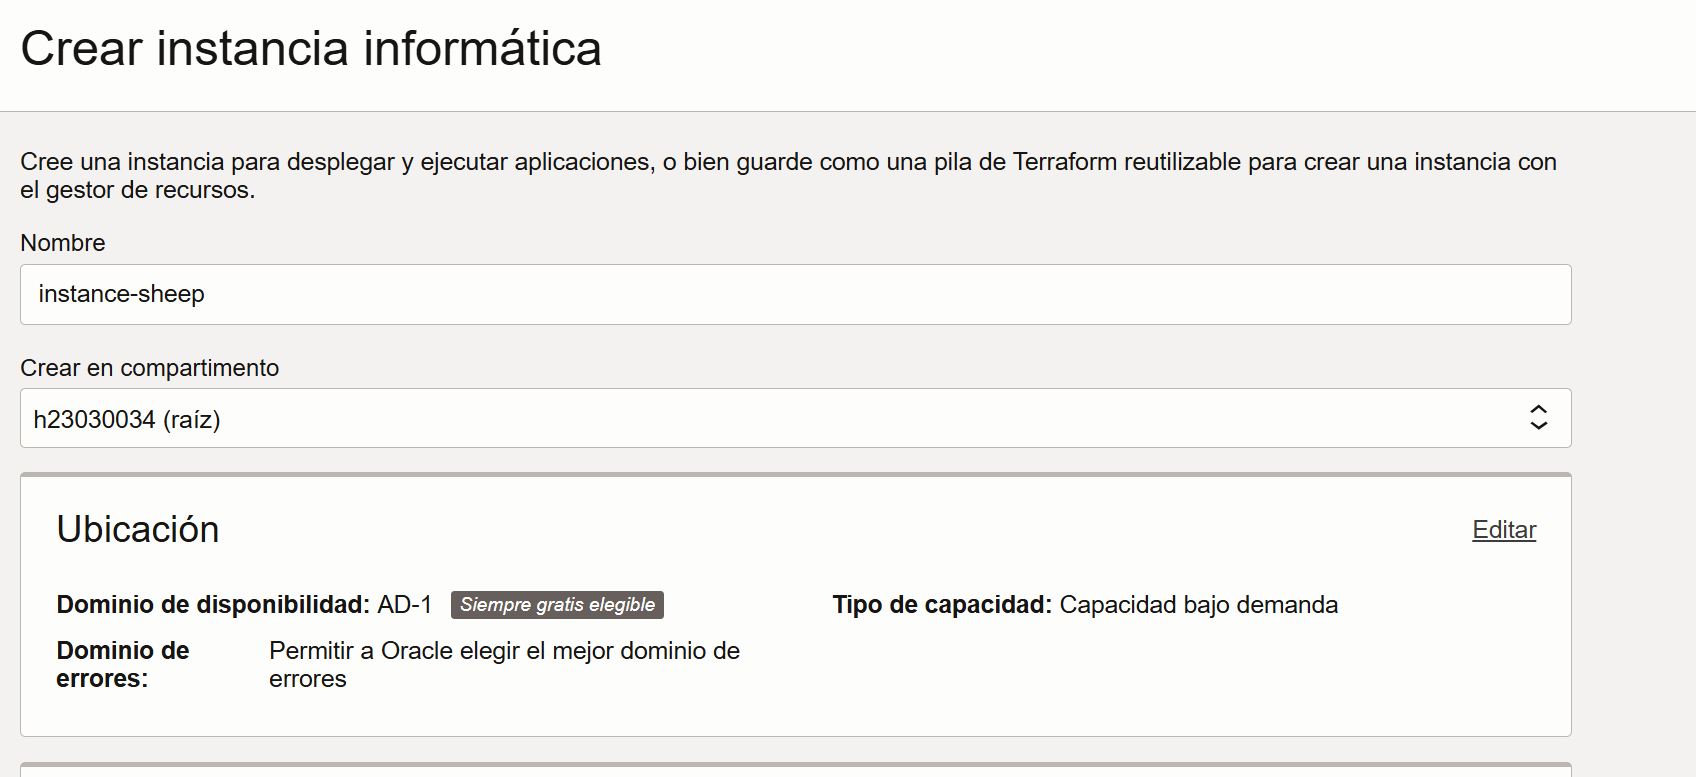 Crear instancia informática
Cree una instancia para desplegar y ejecutar aplicaciones, o bien guarde como una pila de Terraform reutilizable para crear una instancia con
el gestor de recursos.
Nombre
instance-sheep
Crear en compartimento
h23030034 (raíz)
Ubicación
Editar
Dominio de disponibilidad: AD-1 Siempre gratis elegible
Tipo de capacidad: Capacidad bajo demanda
Dominio de
errores:
Permitir a Oracle elegir el mejor dominio de
errores